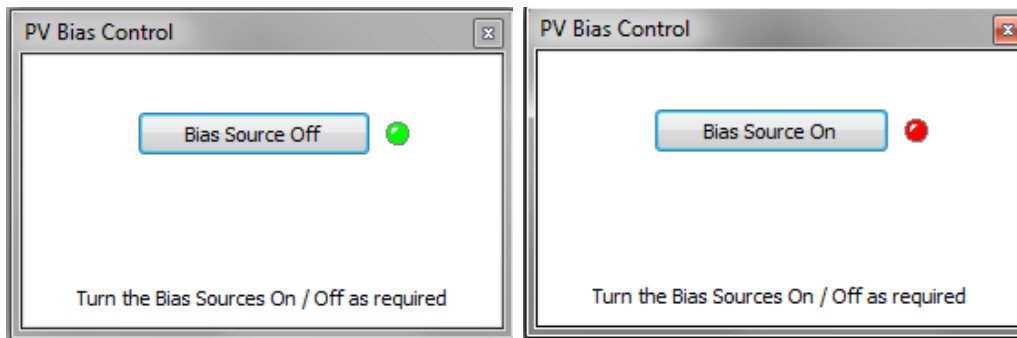 PV Bias Control
Bias Source Off
Turn the Bias Sources On / Off as required
PV Bias Control
Bias Source On
Turn the Bias Sources On / Off as required